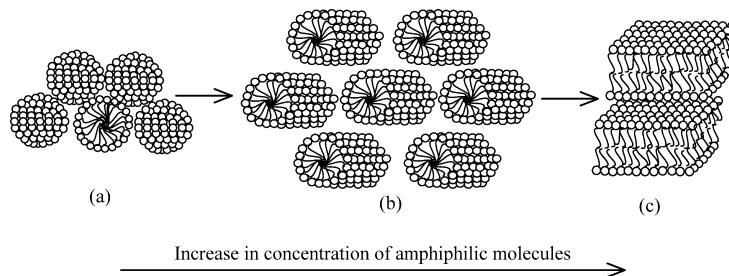 (a)
(b)
(c)
Increase in concentration of amphiphilic molecules